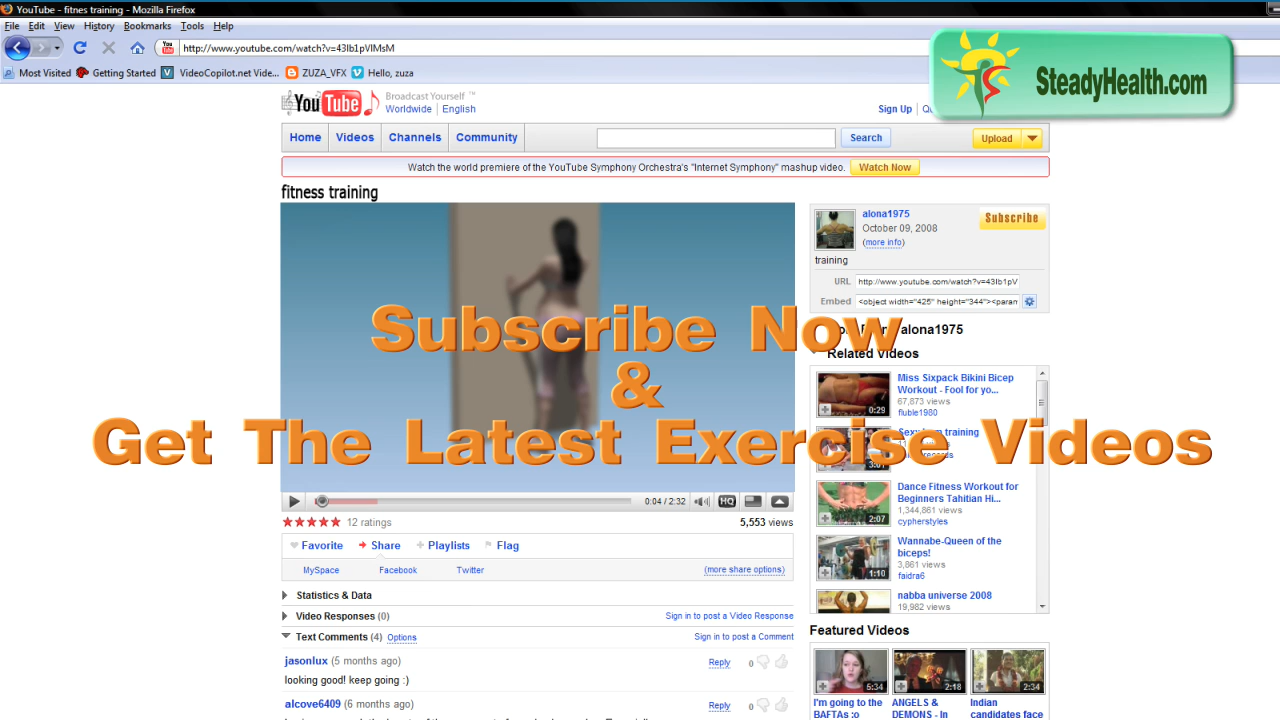 YouTube - fitnes training - Mozilla Firefox
File Edit View History Bookmarks Tools Help
http://www.youtube.com/watch?v=43Ib1pVlMsM
Most Visited Getting Started VideoCopilot.net Vide... ZUZA_VFX Hello, zuza
SteadyHealth.com
YouTube
Broadcast Yourself ™
Worldwide English
Sign Up
Home Videos Channels Community
Search
Upload
Watch the world premiere of the YouTube Symphony Orchestra's "Internet Symphony" mashup video. Watch Now
fitness training
alona1975
October 09, 2008
(more info)
Subscribe
training
URL http://www.youtube.com/watch?v=43Ib1pV
Embed <object width="425" height="344"><param
Subscribe Now
&
Get The Latest Exercise Videos
alona1975
Related Videos
Miss Sixpack Bikini Bicep
Workout - Fool for yo...
67,873 views
fluble1980
0:29
training
3:01
Dance Fitness Workout for
Beginners Tahitian Hi...
1,344,861 views
cypherstyles
2:07
Wannabe-Queen of the
biceps!
3,861 views
faidra6
1:10
nabba universe 2008
19,982 views
0:04 / 2:32 HQ
12 ratings
5,553 views
Favorite Share Playlists Flag
MySpace Facebook Twitter (more share options)
Statistics & Data
Video Responses (0) Sign in to post a Video Response
Text Comments (4) Options Sign in to post a Comment
jasonlux (5 months ago) Reply 0
looking good! keep going :)
alcove6409 (6 months ago) Reply 0
Featured Videos
5:34 2:18 2:34
I'm going to the
BAFTAs :o
ANGELS &
DEMONS - In
Indian
candidates face